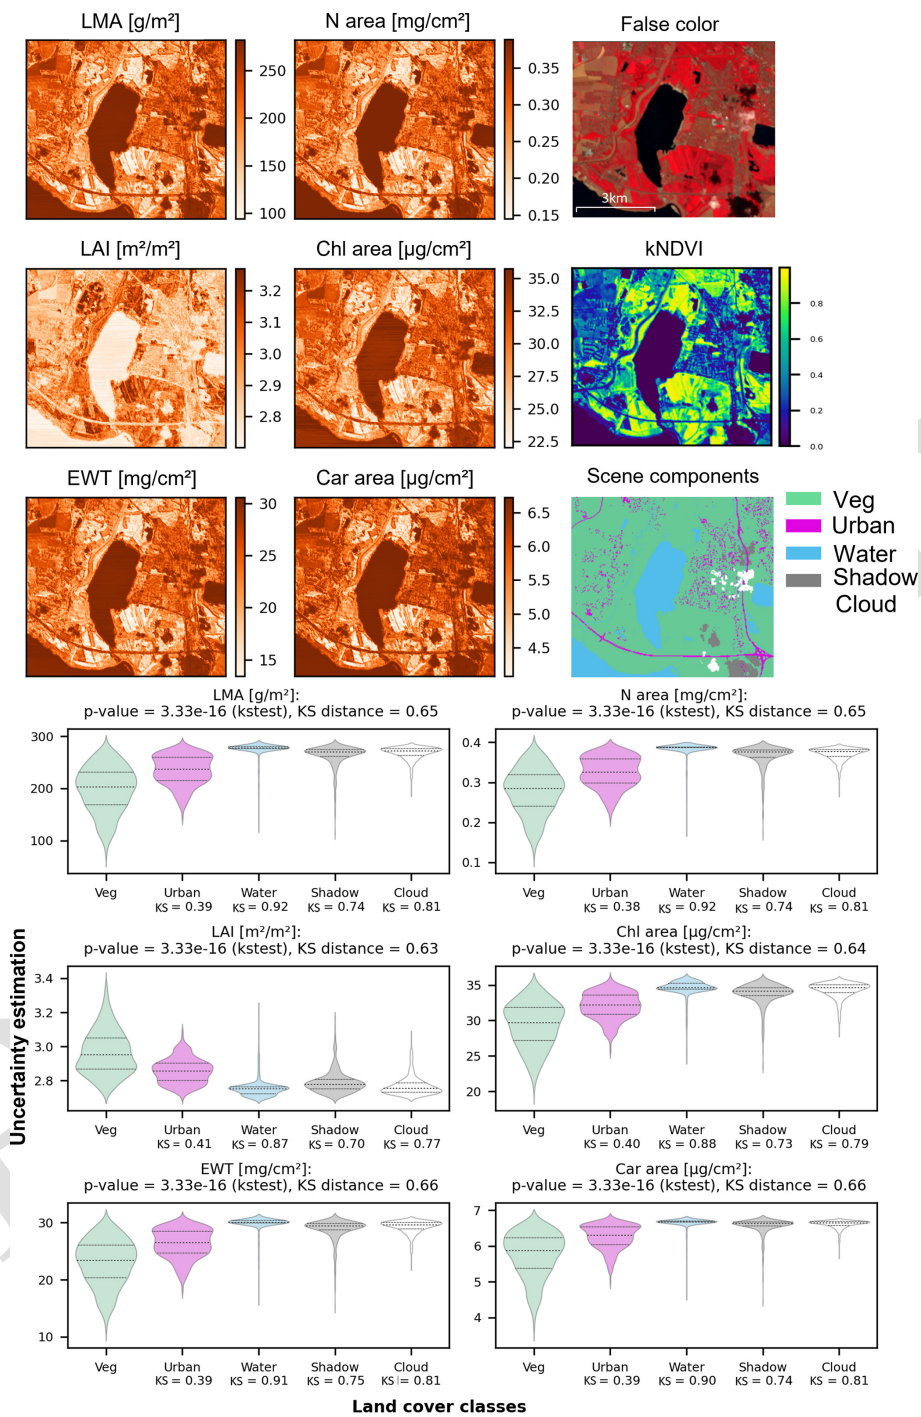 LMA [g/m²] N area [mg/cm²] False color
250
200
150
100
0.35
0.30
0.25
0.20
0.15
3km
LAI [m²/m²] Chl area [µg/cm²] kNDVI
3.2
3.1
3.0
2.9
2.8
35.0
32.5
30.0
27.5
25.0
22.5
0.8
0.6
0.4
0.2
0.0
EWT [mg/cm²] Car area [µg/cm²] Scene components
30
25
20
15
6.5
6.0
5.5
5.0
4.5
Veg
Urban
Water
Shadow
Cloud
LMA [g/m²]:
p-value = 3.33e-16 (kstest), KS distance = 0.65
300
200
100
Veg Urban Water Shadow Cloud
KS = 0.39 KS = 0.92 KS = 0.74 KS = 0.81
N area [mg/cm²]:
p-value = 3.33e-16 (kstest), KS distance = 0.65
0.4
0.3
0.2
0.1
Veg Urban Water Shadow Cloud
KS = 0.38 KS = 0.92 KS = 0.74 KS = 0.81
Uncertainty estimation
LAI [m²/m²]:
p-value = 3.33e-16 (kstest), KS distance = 0.63
3.4
3.2
3.0
2.8
Veg Urban Water Shadow Cloud
KS = 0.41 KS = 0.87 KS = 0.70 KS = 0.77
Chl area [µg/cm²]:
p-value = 3.33e-16 (kstest), KS distance = 0.64
35
30
25
20
Veg Urban Water Shadow Cloud
KS = 0.40 KS = 0.88 KS = 0.73 KS = 0.79
EWT [mg/cm²]:
p-value = 3.33e-16 (kstest), KS distance = 0.66
30
20
10
Veg Urban Water Shadow Cloud
KS = 0.39 KS = 0.91 KS = 0.75 KS = 0.81
Car area [µg/cm²]:
p-value = 3.33e-16 (kstest), KS distance = 0.66
7
6
5
4
Veg Urban Water Shadow Cloud
KS = 0.39 KS = 0.90 KS = 0.74 KS = 0.81
Land cover classes